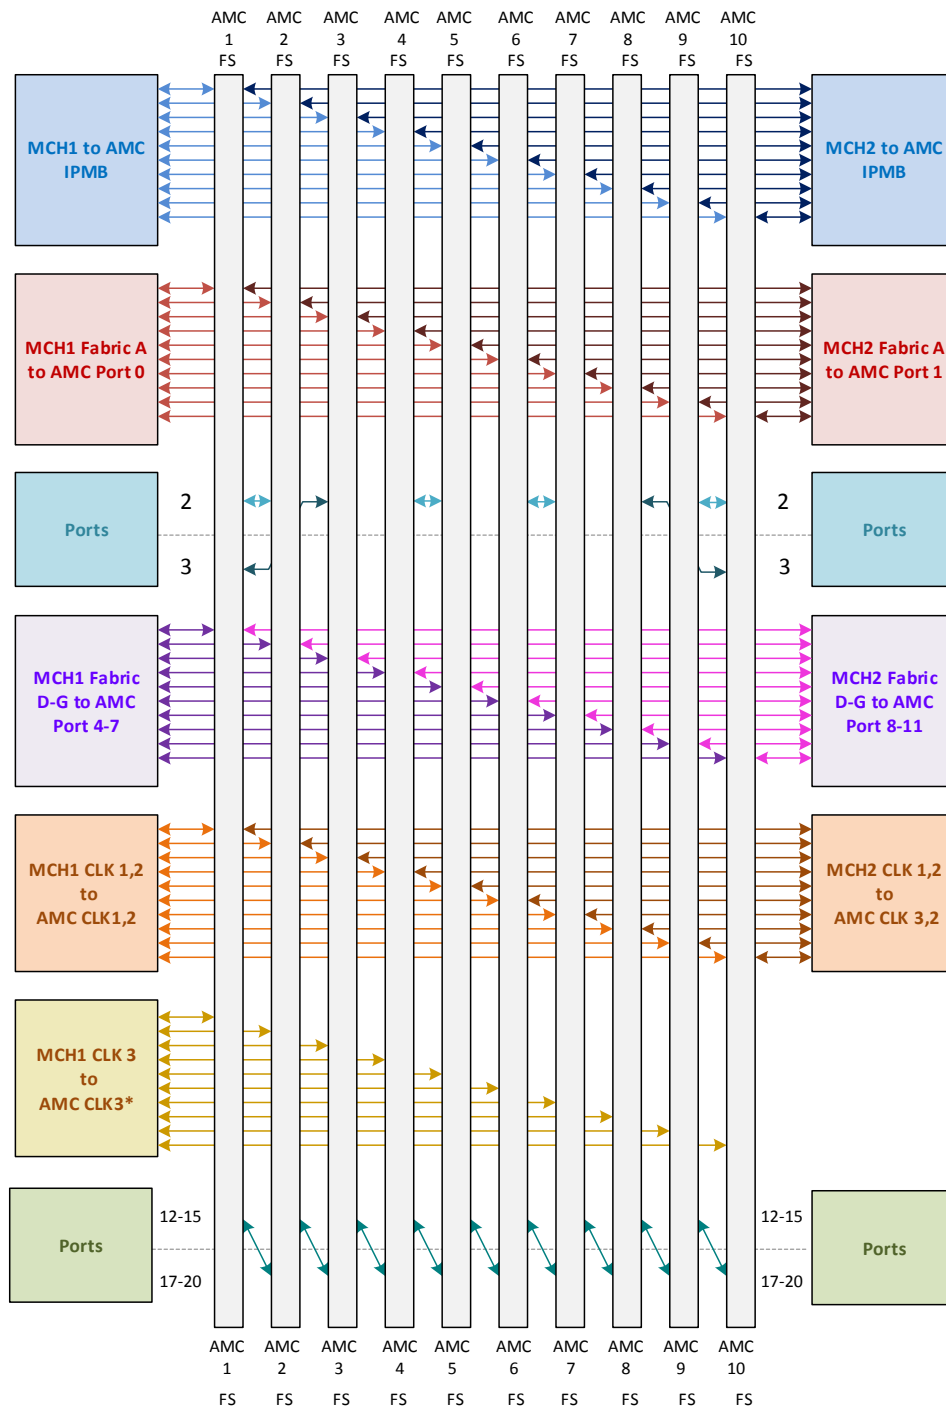 AMC AMC AMC AMC AMC AMC AMC AMC AMC AMC
1 2 3 4 5 6 7 8 9 10
FS FS FS FS FS FS FS FS FS FS
MCH1 to AMC
IPMB
MCH2 to AMC
IPMB
MCH1 Fabric A
to AMC Port 0
MCH2 Fabric A
to AMC Port 1
Ports
2
3
2
3
Ports
MCH1 Fabric
D-G to AMC
Port 4-7
MCH2 Fabric
D-G to AMC
Port 8-11
MCH1 CLK 1,2
to
AMC CLK1,2
MCH2 CLK 1,2
to
AMC CLK 3,2
MCH1 CLK 3
to
AMC CLK3*
Ports
12-15
17-20
12-15
17-20
Ports
AMC AMC AMC AMC AMC AMC AMC AMC AMC AMC
1 2 3 4 5 6 7 8 9 10
FS FS FS FS FS FS FS FS FS FS